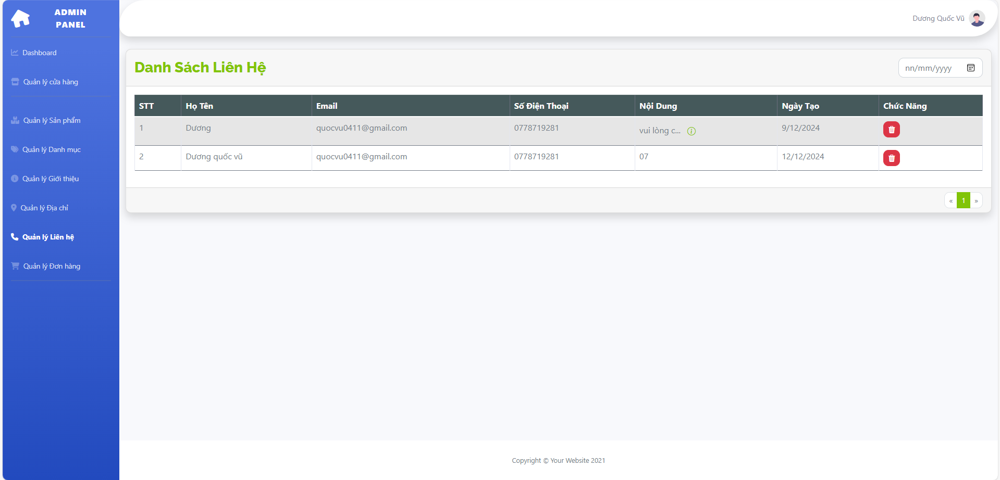 ADMIN
PANEL
Dashboard
Quản lý cửa hàng
Quản lý Sản phẩm
Quản lý Danh mục
Quản lý Giới thiệu
Quản lý Địa chỉ
Quản lý Liên hệ
Quản lý Đơn hàng
Dương Quốc Vũ
Danh Sách Liên Hệ
nn/mm/yyyy
STT Họ Tên Email Số Điện Thoại Nội Dung Ngày Tạo Chức Năng
1 Dương quocvu0411@gmail.com 0778719281 vui lòng c... 9/12/2024
2 Dương quốc vũ quocvu0411@gmail.com 0778719281 07 12/12/2024
« 1 »
Copyright © Your Website 2021